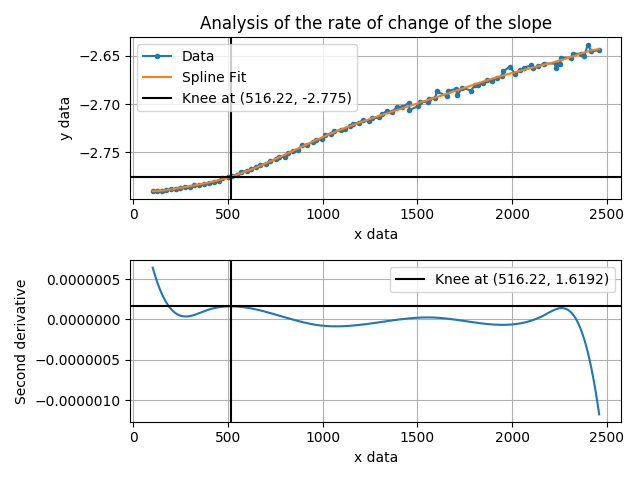 Analysis of the rate of change of the slope
Data
Spline Fit
Knee at (516.22, -2.775)
y data
−2.65
−2.70
−2.75
0 500 1000 1500 2000 2500
x data
Knee at (516.22, 1.6192)
Second derivative
0.0000005
0.0000000
−0.0000005
−0.0000010
0 500 1000 1500 2000 2500
x data